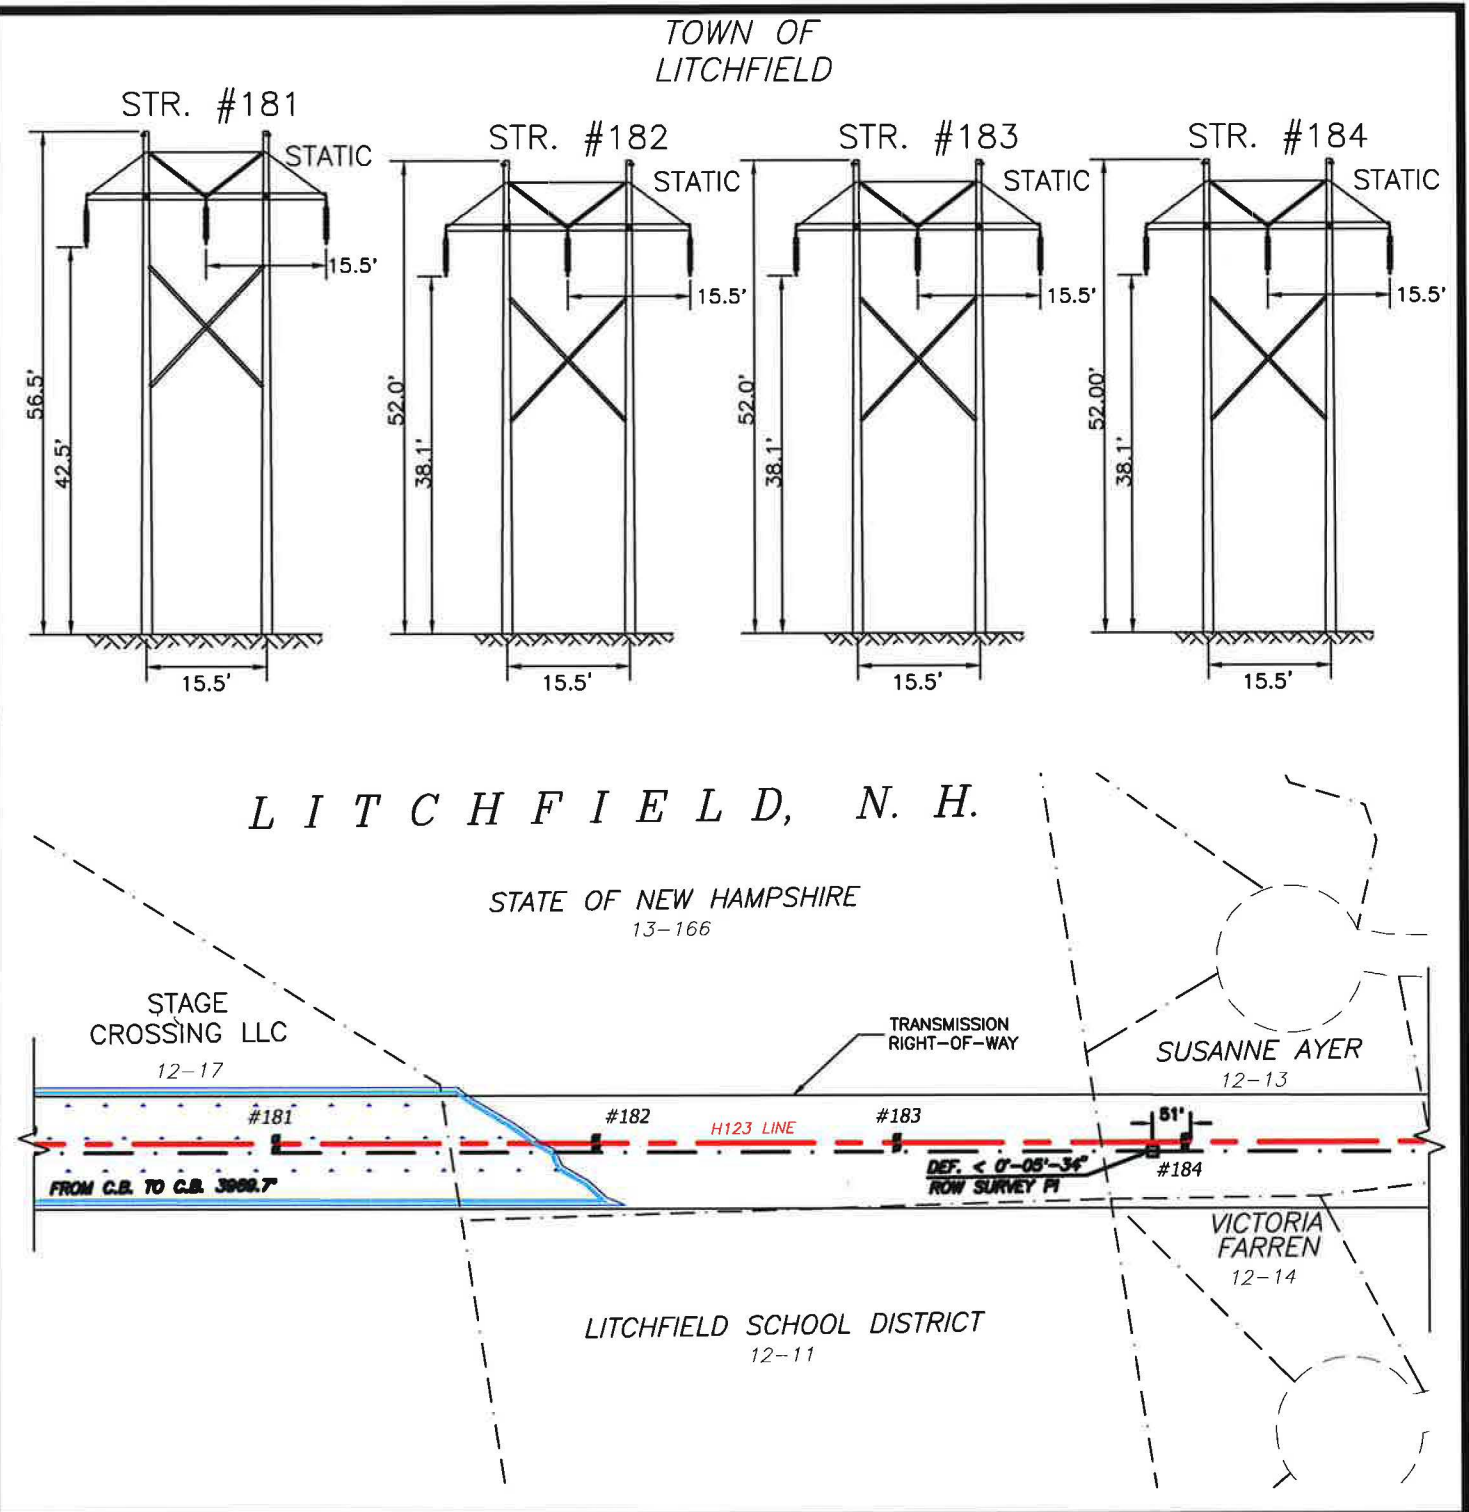 TOWN OF
LITCHFIELD
STR. #181
STATIC
15.5'
56.5'
42.5'
15.5'
STR. #182
STATIC
15.5'
52.0'
38.1'
15.5'
STR. #183
STATIC
15.5'
52.0'
38.1'
15.5'
STR. #184
STATIC
15.5'
52.00'
38.1'
15.5'
LITCHFIELD, N. H.
STATE OF NEW HAMPSHIRE
13-166
STAGE
CROSSING LLC
12-17
TRANSMISSION
RIGHT-OF-WAY
SUSANNE AYER
12-13
#181
#182
H123 LINE
#183
51'
#184
FROM C.B. TO C.B. 3969.7'
DEF. < 0°-05'-34"
ROW SURVEY PI
VICTORIA
FARREN
12-14
LITCHFIELD SCHOOL DISTRICT
12-11